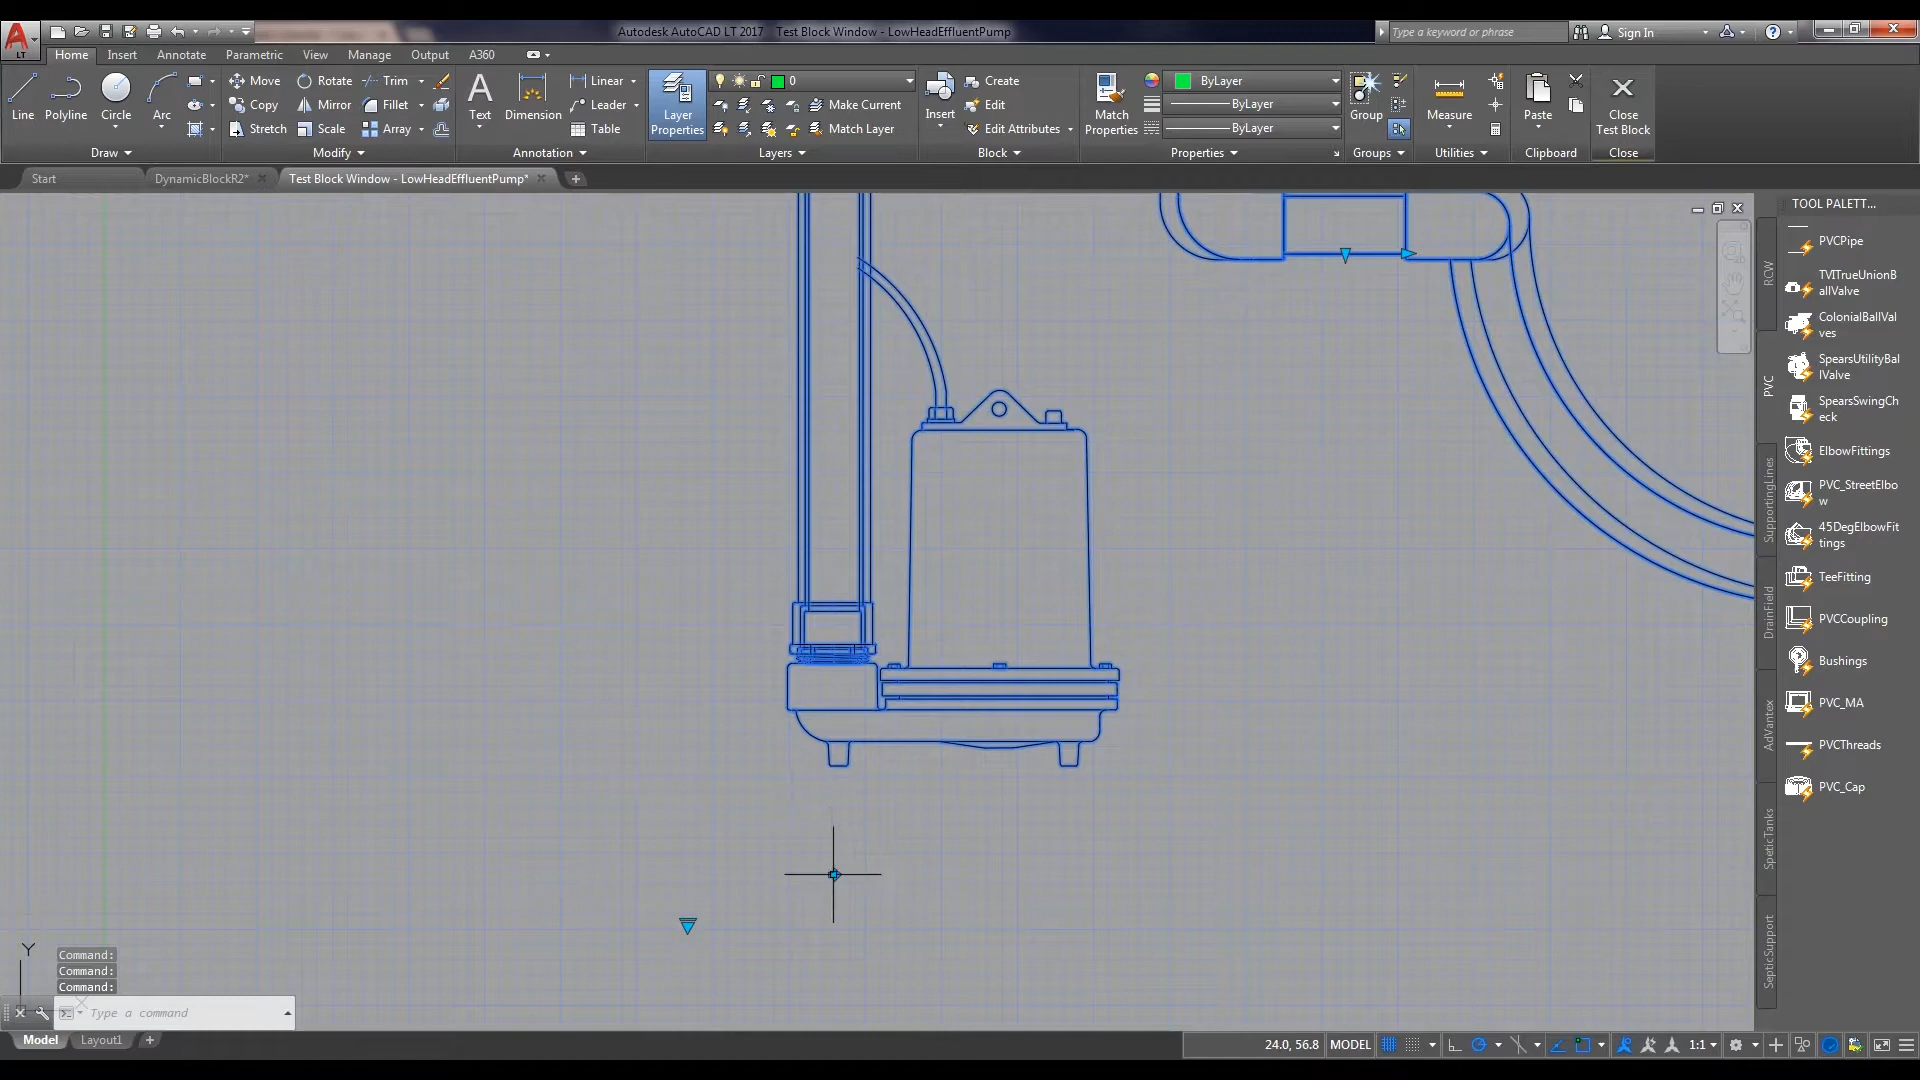 LT
Autodesk AutoCAD LT 2017 Test Block Window - LowHeadEffluentPump
Type a keyword or phrase
Sign In
Home Insert Annotate Parametric View Manage Output A360
Line
Polyline
Circle
Arc
Draw
Move
Rotate
Trim
Copy
Mirror
Fillet
Stretch
Scale
Array
Modify
Text
Dimension
Linear
Leader
Table
Annotation
Layer
Properties
0
Make Current
Match Layer
Layers
Insert
Create
Edit
Edit Attributes
Block
Match
Properties
ByLayer
ByLayer
ByLayer
Properties
Group
Groups
Measure
Utilities
Paste
Clipboard
Close
Test Block
Close
Start
DynamicBlockR2*
Test Block Window - LowHeadEffluentPump*
TOOL PALETT...
PVCPipe
TVITrueUnionB
allValve
ColonialBallVal
ves
SpearsUtilityBal
lValve
SpearsSwingCh
eck
ElbowFittings
PVC_StreetElbo
w
45DegElbowFit
tings
TeeFitting
PVCCoupling
Bushings
PVC_MA
PVCThreads
PVC_Cap
RCW
PVC
SupportingLines
DrainField
AdVantex
SpeticTanks
SepticSupport
Y
X
Command:
Command:
Command:
Type a command
Model
Layout1
24.0, 56.8
MODEL
1:1